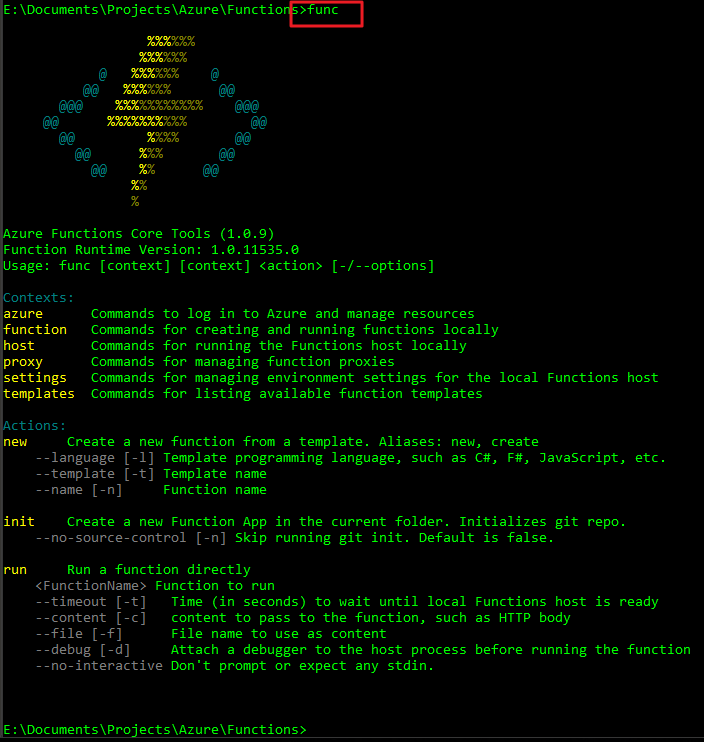 E:\Documents\Projects\Azure\Functions>func
%%%%%%
%%%%%%
@ %%%%%% @
@@ %%%%%% @@
@@@ %%%%%%%%%%% @@@
@@ %%%%%%%%%% @@
@@ %%%% @@
@@ %%% @@
@@ %% @@
%%
%
Azure Functions Core Tools (1.0.9)
Function Runtime Version: 1.0.11535.0
Usage: func [context] [context] <action> [-/--options]
Contexts:
azure Commands to log in to Azure and manage resources
function Commands for creating and running functions locally
host Commands for running the Functions host locally
proxy Commands for managing function proxies
settings Commands for managing environment settings for the local Functions host
templates Commands for listing available function templates
Actions:
new Create a new function from a template. Aliases: new, create
--language [-l] Template programming language, such as C#, F#, JavaScript, etc.
--template [-t] Template name
--name [-n] Function name
init Create a new Function App in the current folder. Initializes git repo.
--no-source-control [-n] Skip running git init. Default is false.
run Run a function directly
<FunctionName> Function to run
--timeout [-t] Time (in seconds) to wait until local Functions host is ready
--content [-c] content to pass to the function, such as HTTP body
--file [-f] File name to use as content
--debug [-d] Attach a debugger to the host process before running the function
--no-interactive Don't prompt or expect any stdin.
E:\Documents\Projects\Azure\Functions>